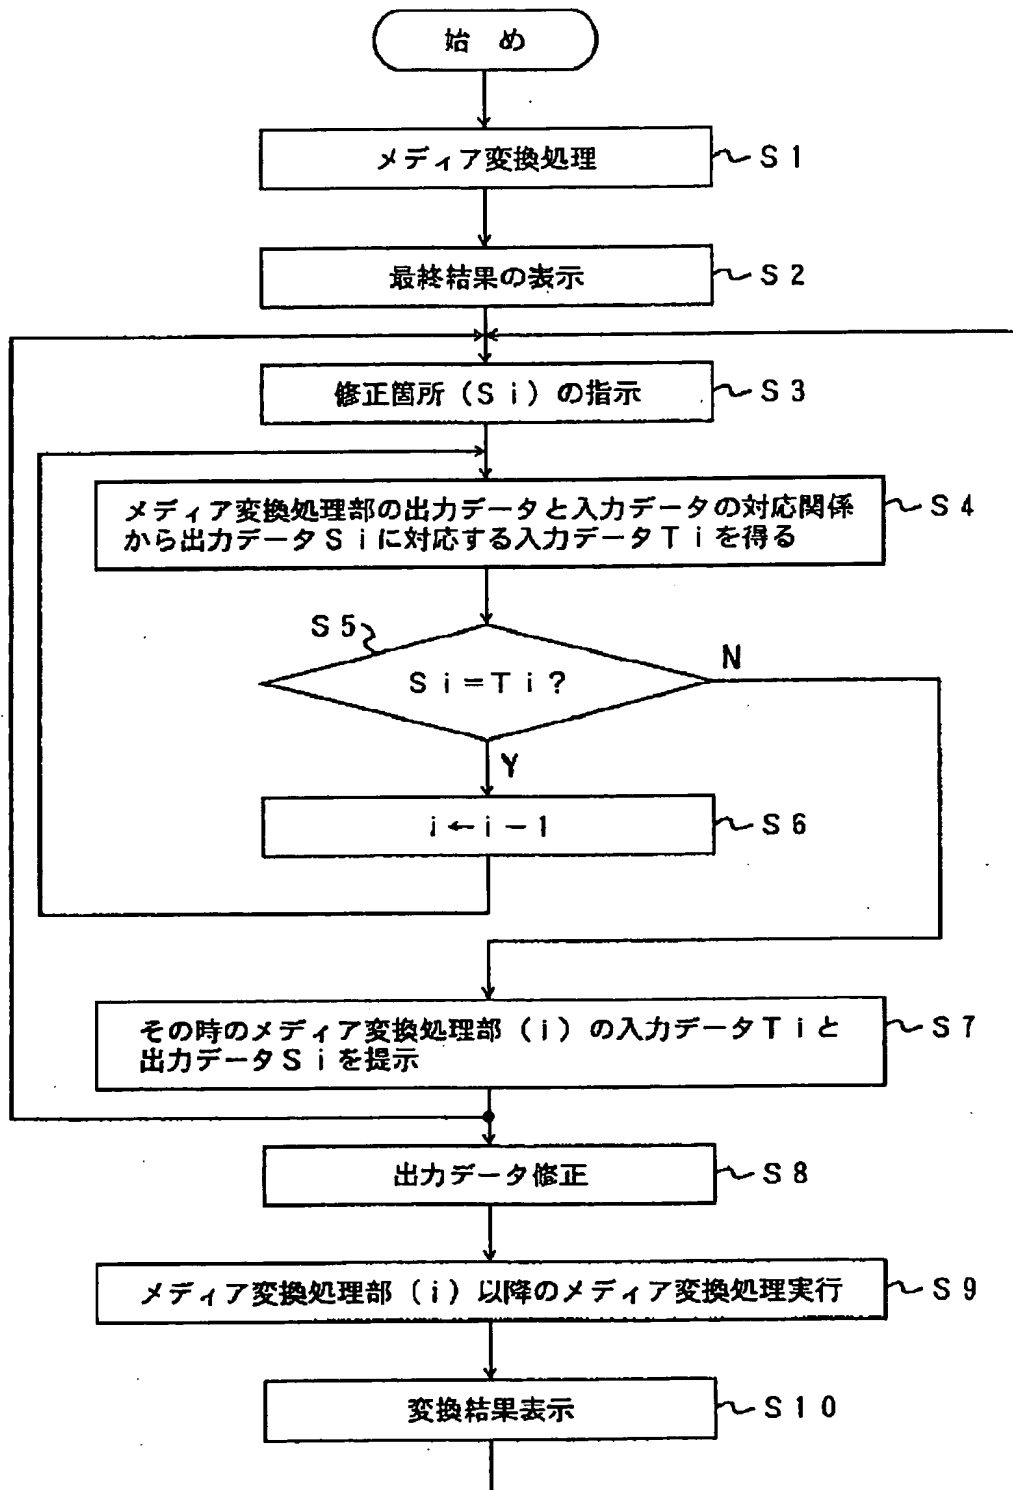 始 め
メディア変換処理 S1
最終結果の表示 S2
修正箇所(Si)の指示 S3
メディア変換処理部の出力データと入力データの対応関係 S4
から出力データSiに対応する入力データTiを得る
S5
Si=Ti?
N
Y
i←i-1 S6
その時のメディア変換処理部(i)の入力データTiと S7
出力データSiを提示
出力データ修正 S8
メディア変換処理部(i)以降のメディア変換処理実行 S9
変換結果表示 S10